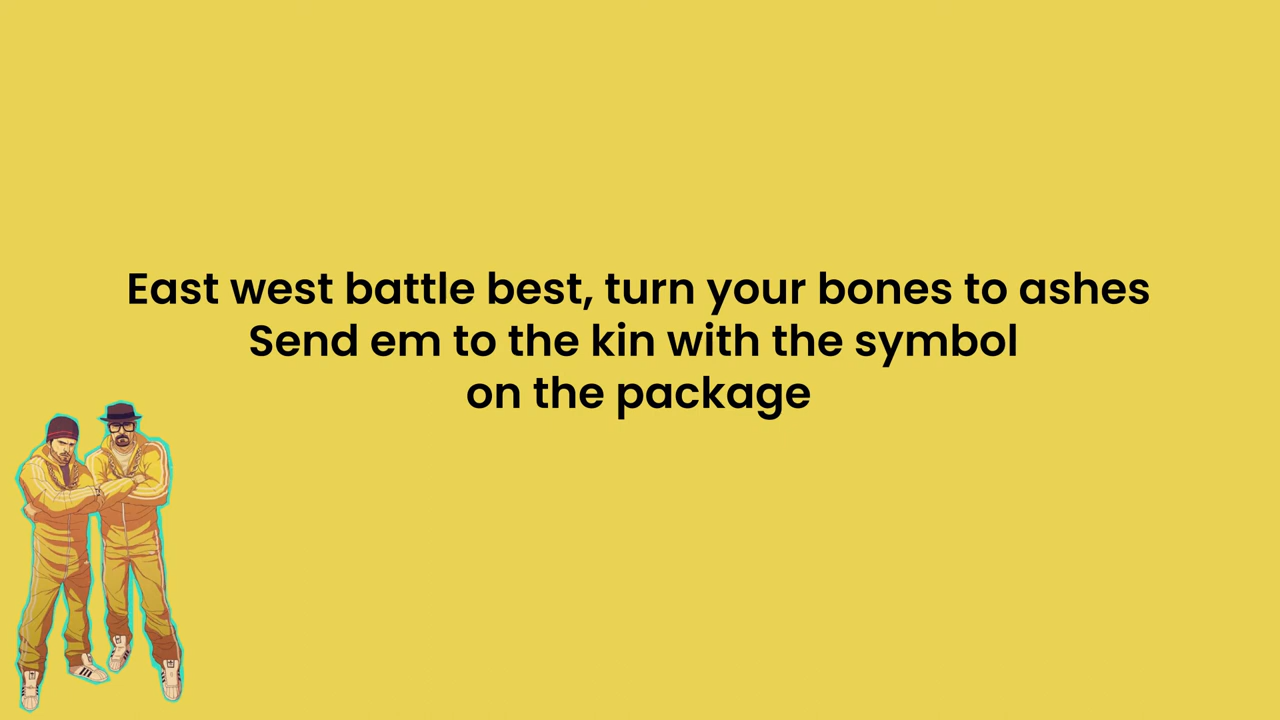 East west battle best, turn your bones to ashes
Send em to the kin with the symbol
on the package